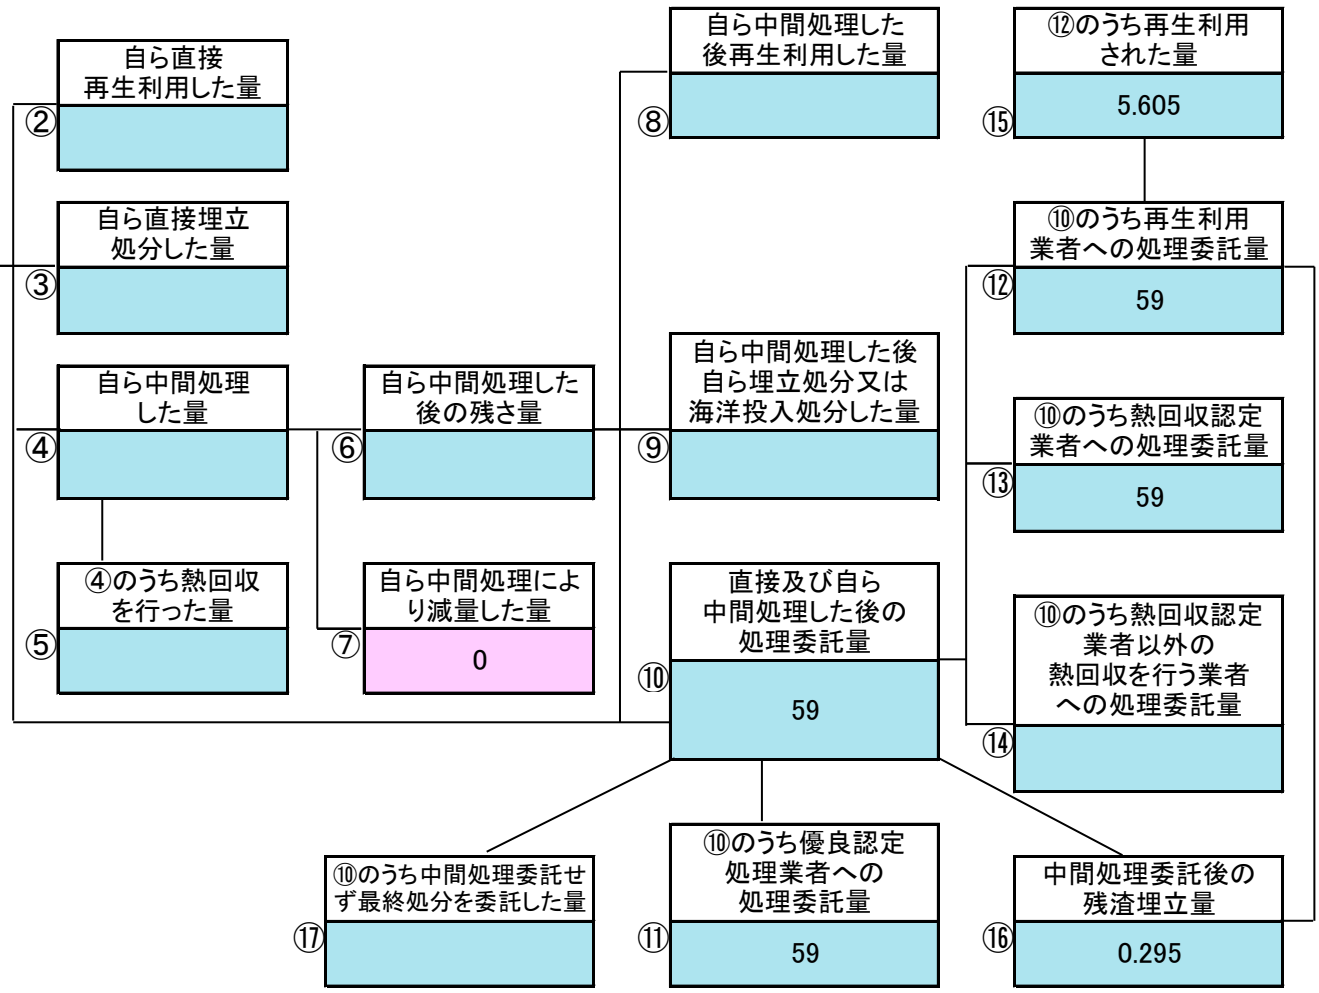 自ら直接
再生利用した量
②
自ら直接埋立
処分した量
③
自ら中間処理
した量
④
④のうち熱回収
を行った量
⑤
自ら中間処理した
後の残さ量
⑥
自ら中間処理によ
り減量した量
⑦
0
自ら中間処理した
後再生利用した量
⑧
自ら中間処理した後
自ら埋立処分又は
海洋投入処分した量
⑨
直接及び自ら
中間処理した後の
処理委託量
⑩
59
⑫のうち再生利用
された量
⑮
5.605
⑩のうち再生利用
業者への処理委託量
⑫
59
⑩のうち熱回収認定
業者への処理委託量
⑬
59
⑩のうち熱回収認定
業者以外の
熱回収を行う業者
への処理委託量
⑭
⑩のうち中間処理委託せ
ず最終処分を委託した量
⑰
⑩のうち優良認定
処理業者への
処理委託量
⑪
59
中間処理委託後の
残渣埋立量
⑯
0.295